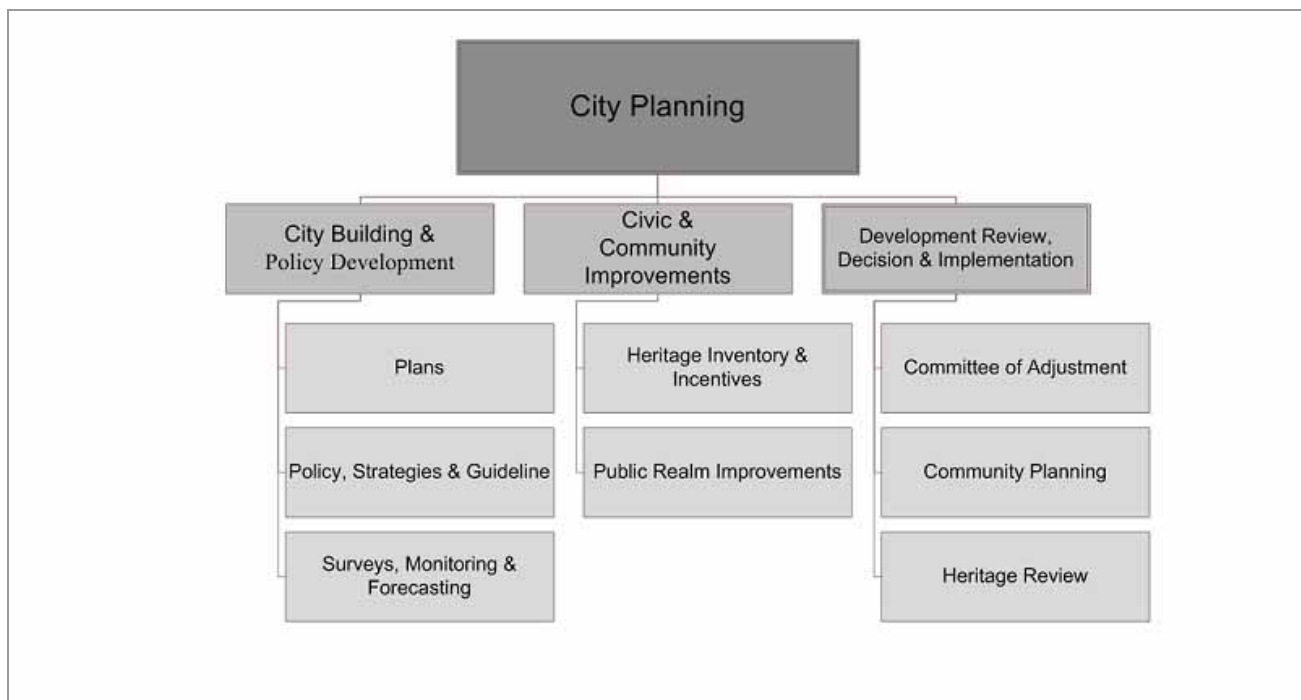 City Planning
City Building &
Policy Development
Civic &
Community
Improvements
Development Review,
Decision & Implementation
Plans
Policy, Strategies & Guideline
Surveys, Monitoring &
Forecasting
Heritage Inventory &
Incentives
Public Realm Improvements
Committee of Adjustment
Community Planning
Heritage Review